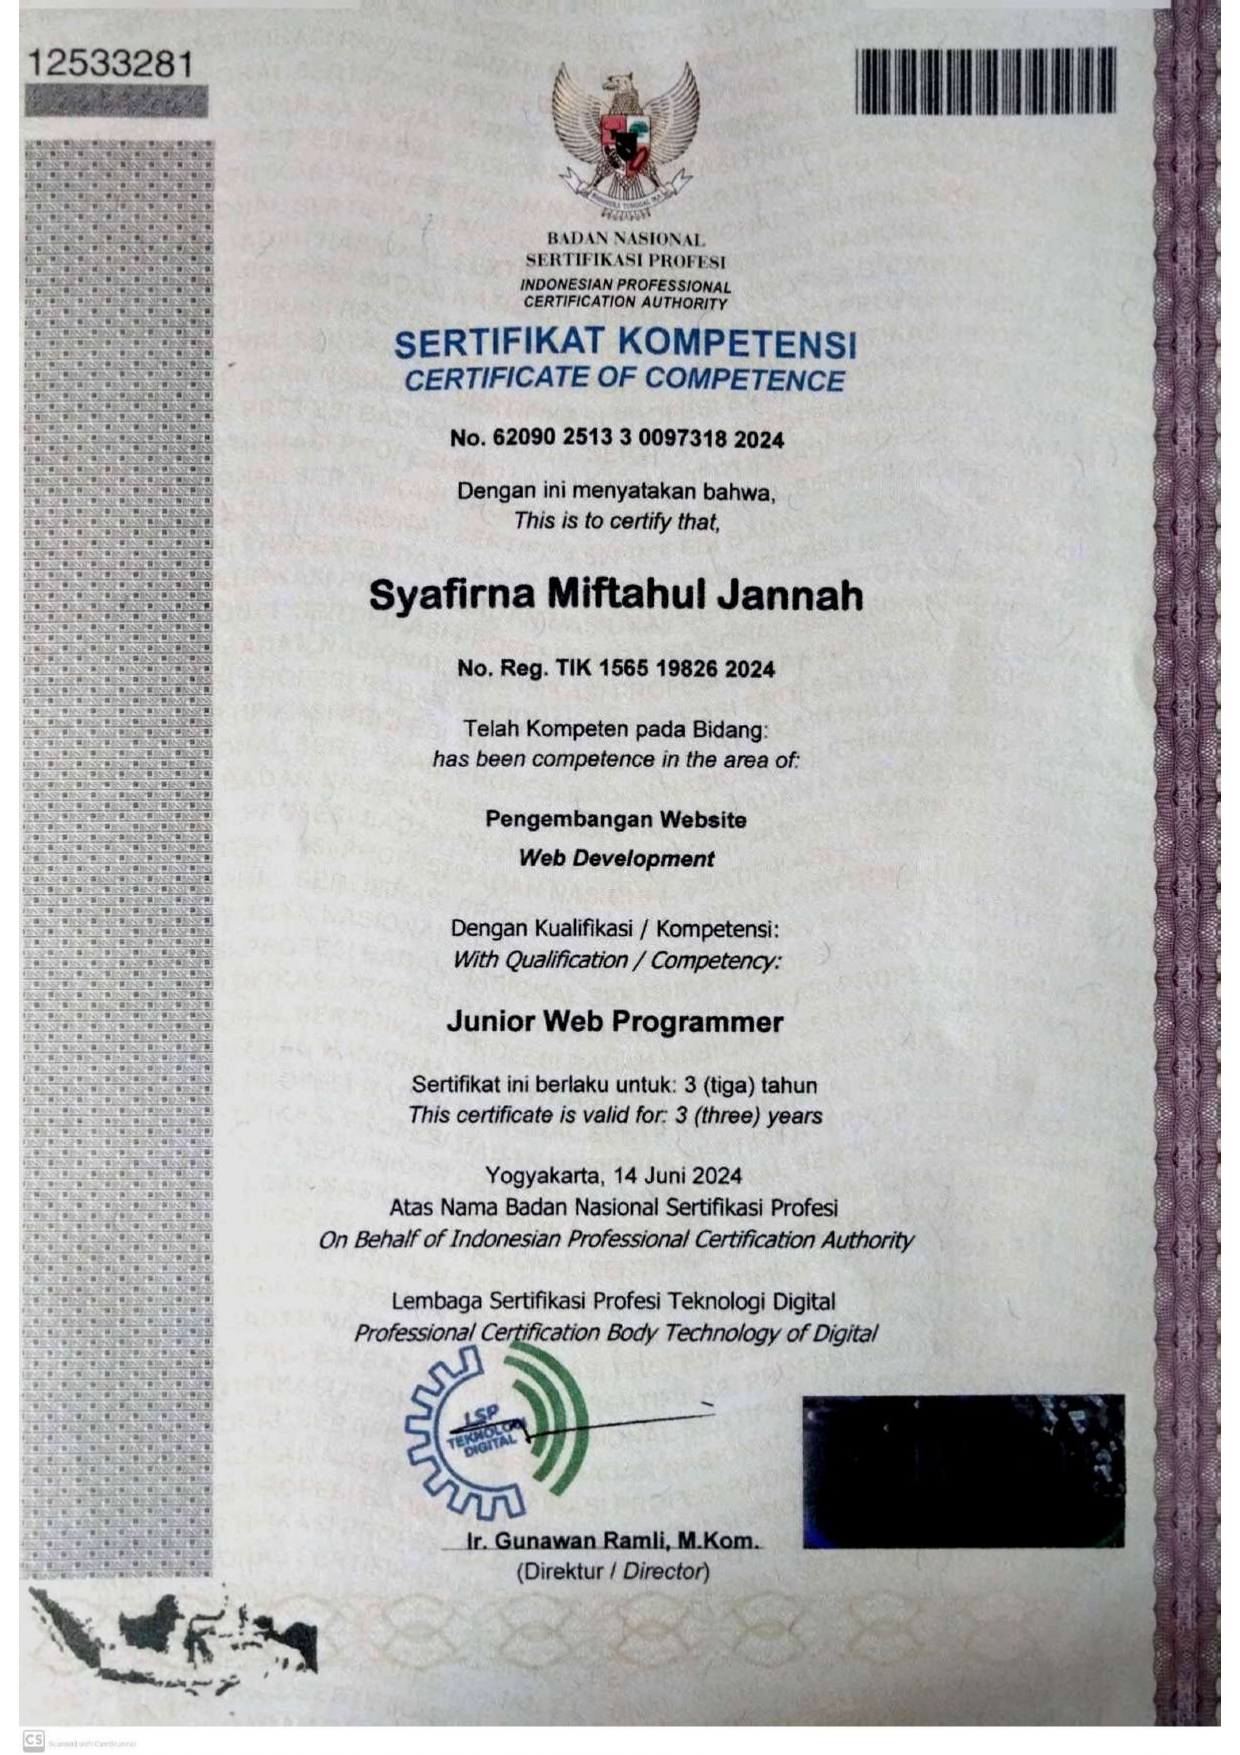 12533281
BADAN NASIONAL
SERTIFIKASI PROFESI
INDONESIAN PROFESSIONAL
CERTIFICATION AUTHORITY
SERTIFIKAT KOMPETENSI
CERTIFICATE OF COMPETENCE
No. 62090 2513 3 0097318 2024
Dengan ini menyatakan bahwa,
This is to certify that,
Syafirna Miftahul Jannah
No. Reg. TIK 1565 19826 2024
Telah Kompeten pada Bidang:
has been competence in the area of:
Pengembangan Website
Web Development
Dengan Kualifikasi / Kompetensi:
With Qualification / Competency:
Junior Web Programmer
Sertifikat ini berlaku untuk: 3 (tiga) tahun
This certificate is valid for: 3 (three) years
Yogyakarta, 14 Juni 2024
Atas Nama Badan Nasional Sertifikasi Profesi
On Behalf of Indonesian Professional Certification Authority
Lembaga Sertifikasi Profesi Teknologi Digital
Professional Certification Body Technology of Digital
LSP
TEKNOLOGI
DIGITAL
Ir. Gunawan Ramli, M.Kom.
(Direktur / Director)
CS Scanned with CamScanner